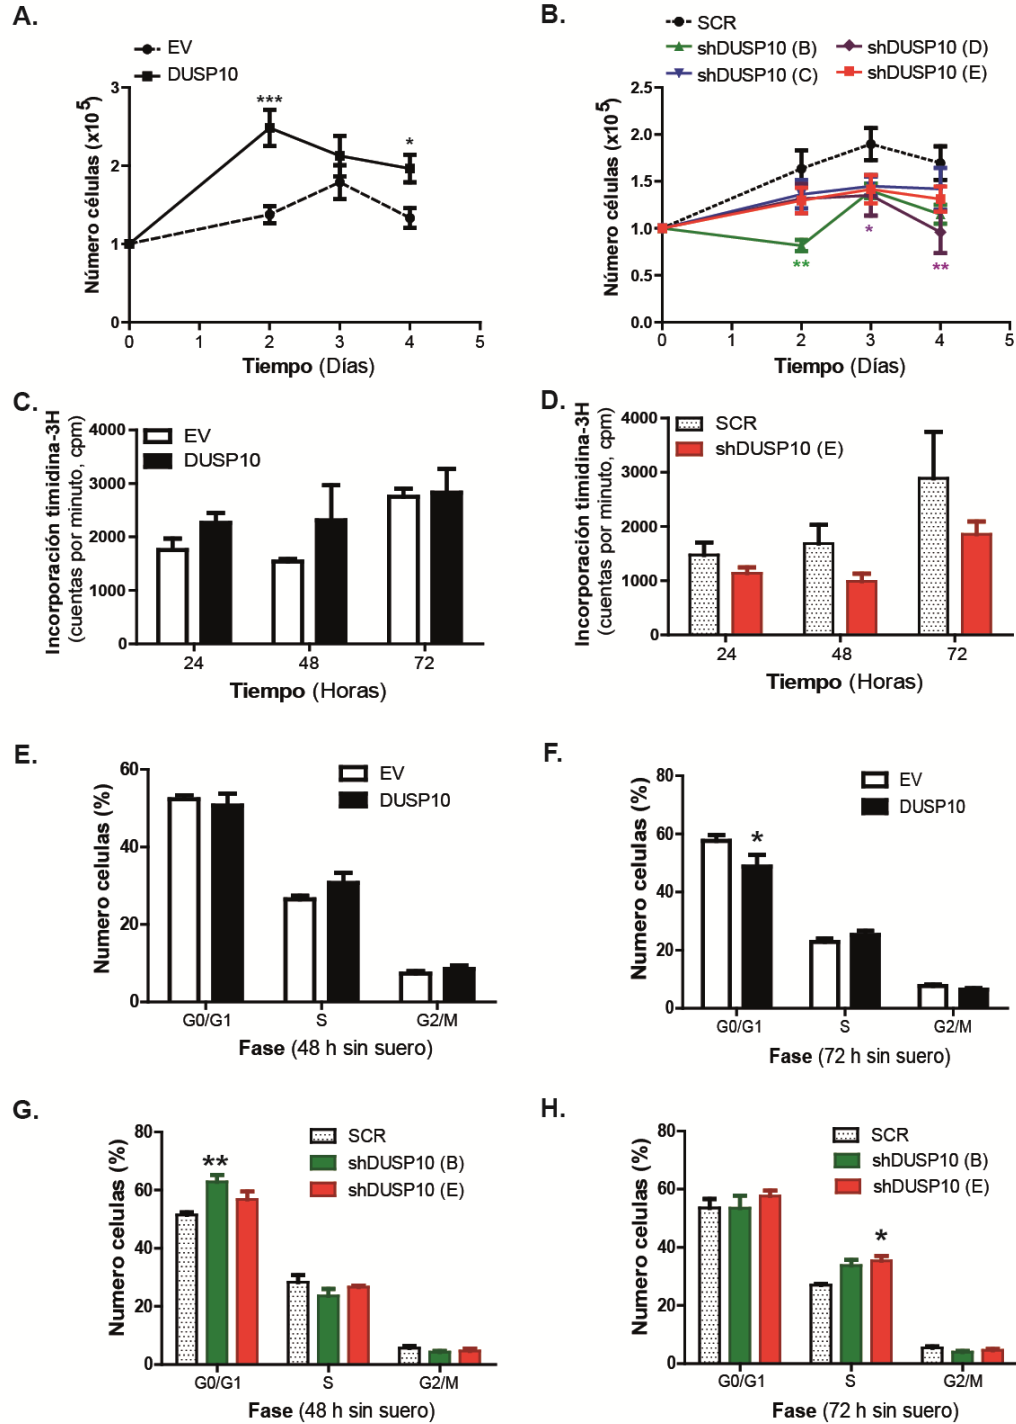 A.
EV
DUSP10
Número células (x10⁵)
3
2
1
0
***
*
0
1
2
3
4
5
Tiempo (Días)
B.
SCR
shDUSP10 (B)
shDUSP10 (D)
shDUSP10 (C)
shDUSP10 (E)
Número células (x10⁵)
2.5
2.0
1.5
1.0
0.5
0.0
**
*
**
0
1
2
3
4
5
Tiempo (Días)
C.
EV
DUSP10
Incorporación timidina-3H
(cuentas por minuto, cpm)
4000
3000
2000
1000
0
24
48
72
Tiempo (Horas)
D.
SCR
shDUSP10 (E)
Incorporación timidina-3H
(cuentas por minuto, cpm)
4000
3000
2000
1000
0
24
48
72
Tiempo (Horas)
E.
EV
DUSP10
Numero celulas (%)
60
40
20
0
G0/G1
S
G2/M
Fase (48 h sin suero)
F.
EV
DUSP10
Numero celulas (%)
80
60
40
20
0
*
G0/G1
S
G2/M
Fase (72 h sin suero)
G.
SCR
shDUSP10 (B)
shDUSP10 (E)
Numero celulas (%)
80
60
40
20
0
**
G0/G1
S
G2/M
Fase (48 h sin suero)
H.
SCR
shDUSP10 (B)
shDUSP10 (E)
Numero celulas (%)
80
60
40
20
0
*
G0/G1
S
G2/M
Fase (72 h sin suero)